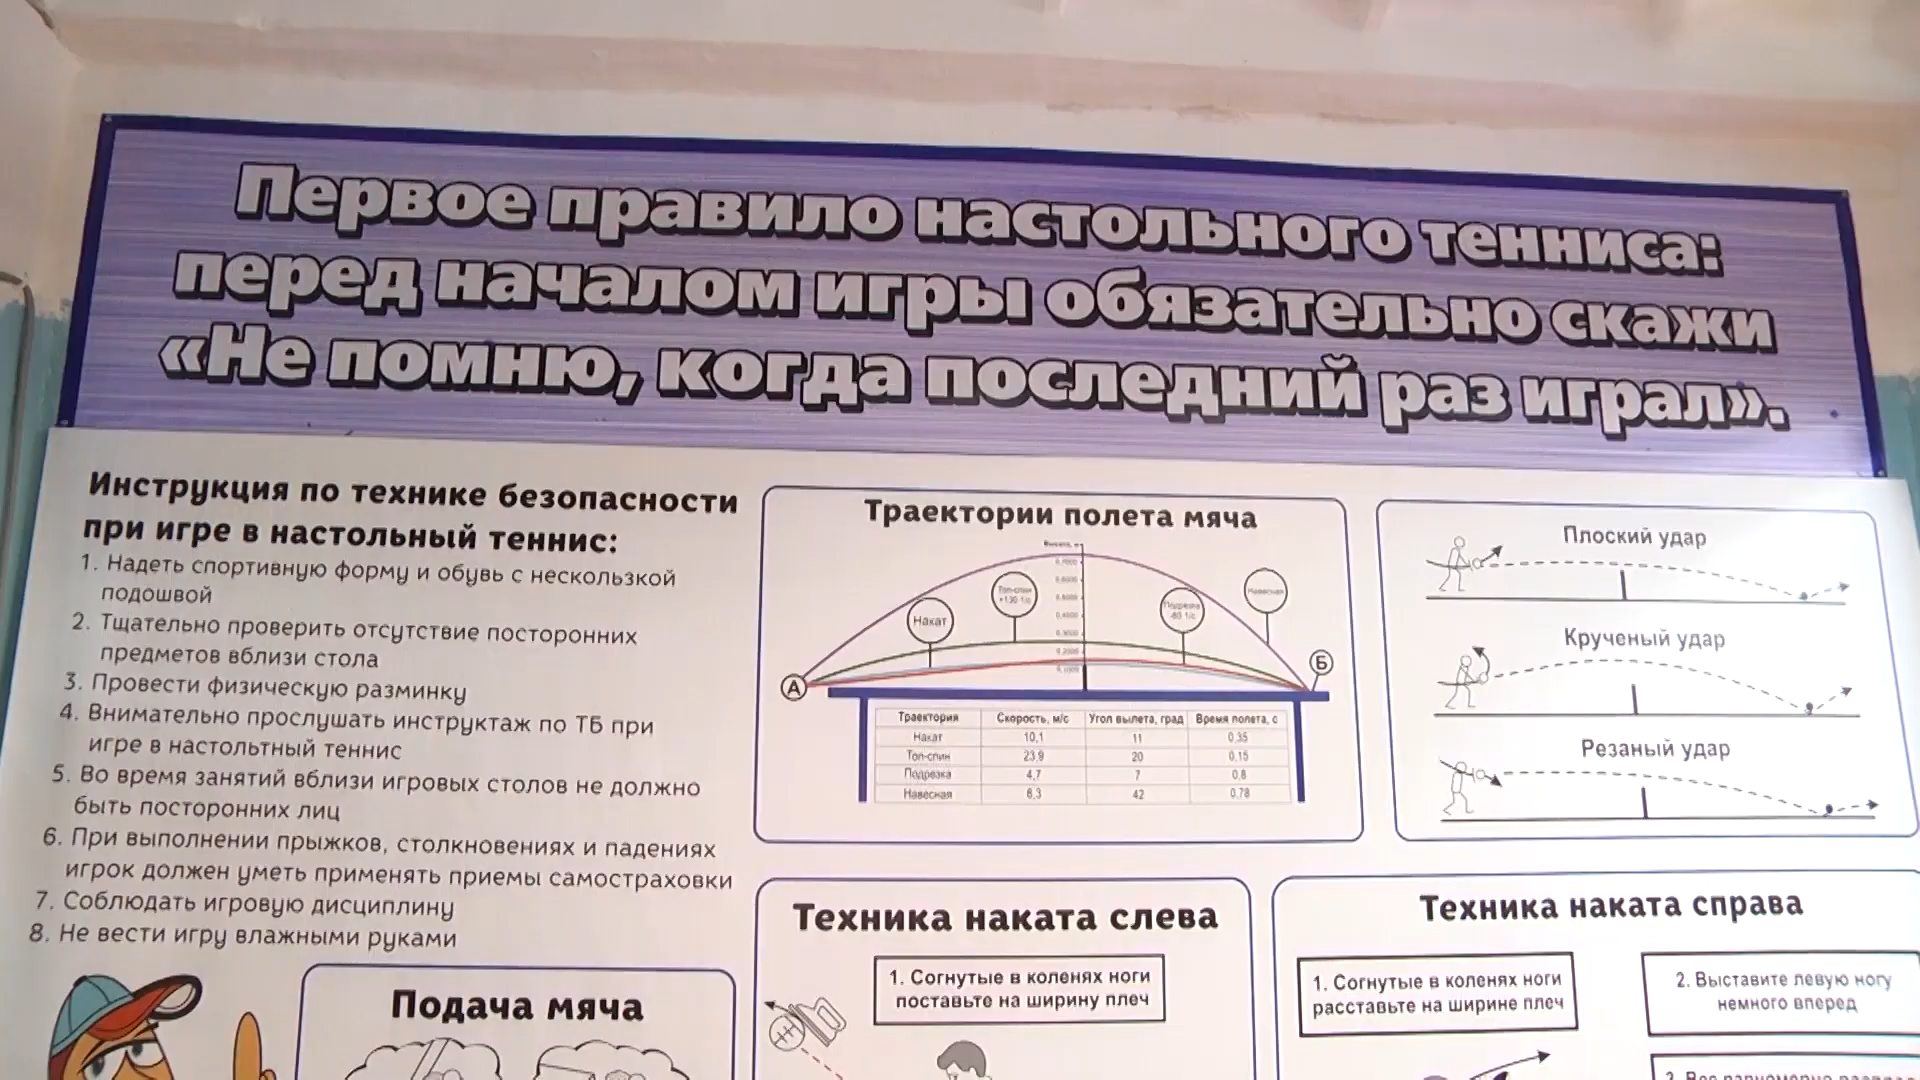 Первое правило настольного тенниса:
перед началом игры обязательно скажи
«Не помню, когда последний раз играл».
Инструкция по технике безопасности
при игре в настольный теннис:
1. Надеть спортивную форму и обувь с нескользкой
подошвой
2. Тщательно проверить отсутствие посторонних
предметов вблизи стола
3. Провести физическую разминку
4. Внимательно прослушать инструктаж по ТБ при
игре в настольтный теннис
5. Во время занятий вблизи игровых столов не должно
быть посторонних лиц
6. При выполнении прыжков, столкновениях и падениях
игрок должен уметь применять приемы самостраховки
7. Соблюдать игровую дисциплину
8. Не вести игру влажными руками
Подача мяча
Траектории полета мяча
Накат
Топ-спин
Подрезка
Навесная
А
Б
Траектория Скорость, м/с Угол вылета, град Время полета, с
Накат 10,1 11 0,35
Топ-спин 23,9 20 0,15
Подрезка 4,7 7 0,6
Навесная 6,3 42 0,78
Плоский удар
Крученый удар
Резаный удар
Техника наката слева
1. Согнутые в коленях ноги
поставьте на ширину плеч
Техника наката справа
1. Согнутые в коленях ноги
расставьте на ширине плеч
2. Выставите левую ногу
немного вперед